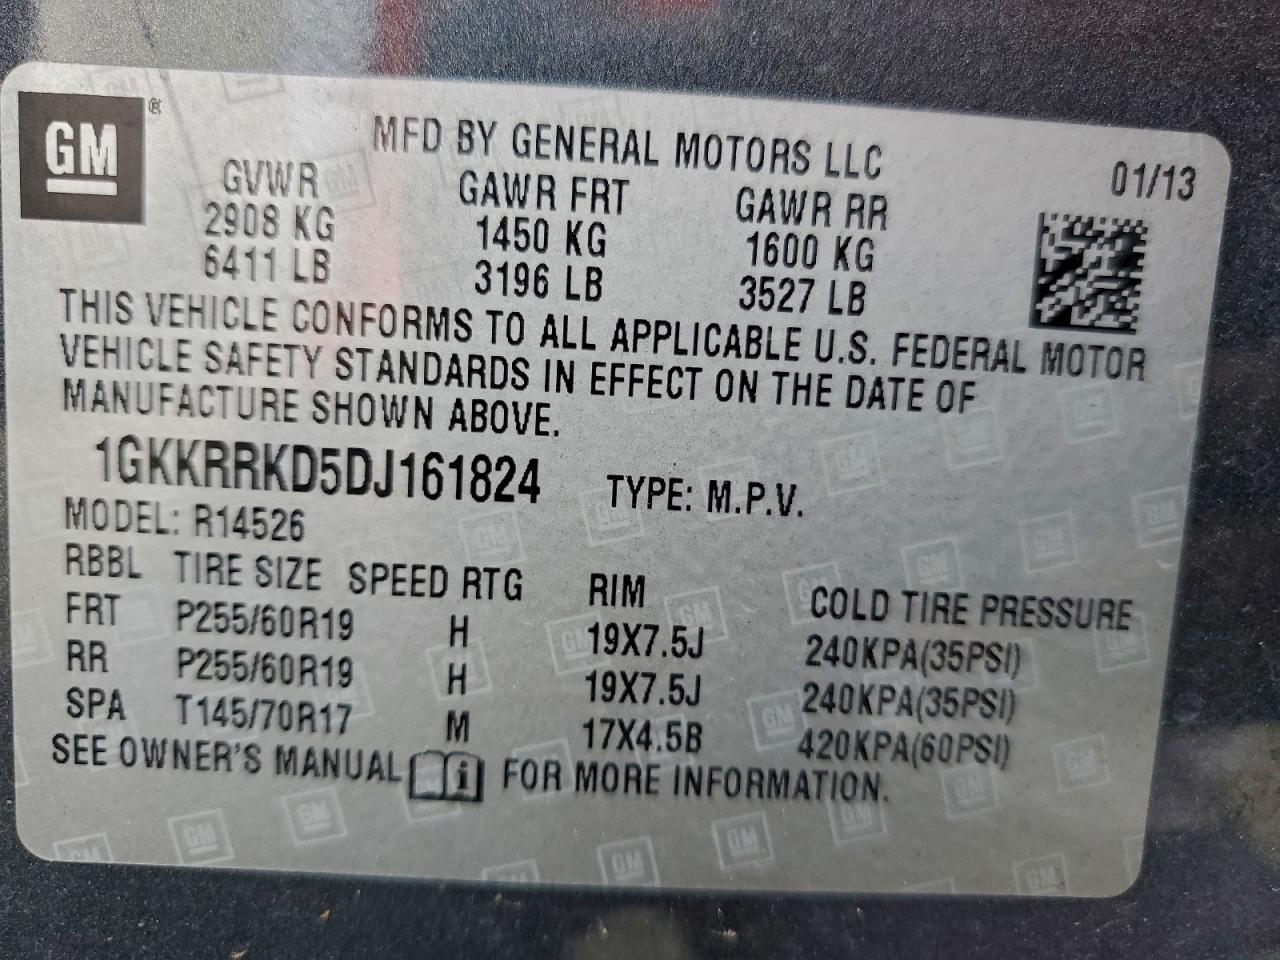 GM ®
MFD BY GENERAL MOTORS LLC
01/13
GVWR GAWR FRT GAWR RR
2908 KG 1450 KG 1600 KG
6411 LB 3196 LB 3527 LB
THIS VEHICLE CONFORMS TO ALL APPLICABLE U.S. FEDERAL MOTOR
VEHICLE SAFETY STANDARDS IN EFFECT ON THE DATE OF
MANUFACTURE SHOWN ABOVE.
1GKKRRKD5DJ161824 TYPE: M.P.V.
MODEL: R14526
RBBL TIRE SIZE SPEED RTG RIM COLD TIRE PRESSURE
FRT P255/60R19 H 19X7.5J 240KPA(35PSI)
RR P255/60R19 H 19X7.5J 240KPA(35PSI)
SPA T145/70R17 M 17X4.5B 420KPA(60PSI)
SEE OWNER'S MANUAL i FOR MORE INFORMATION.